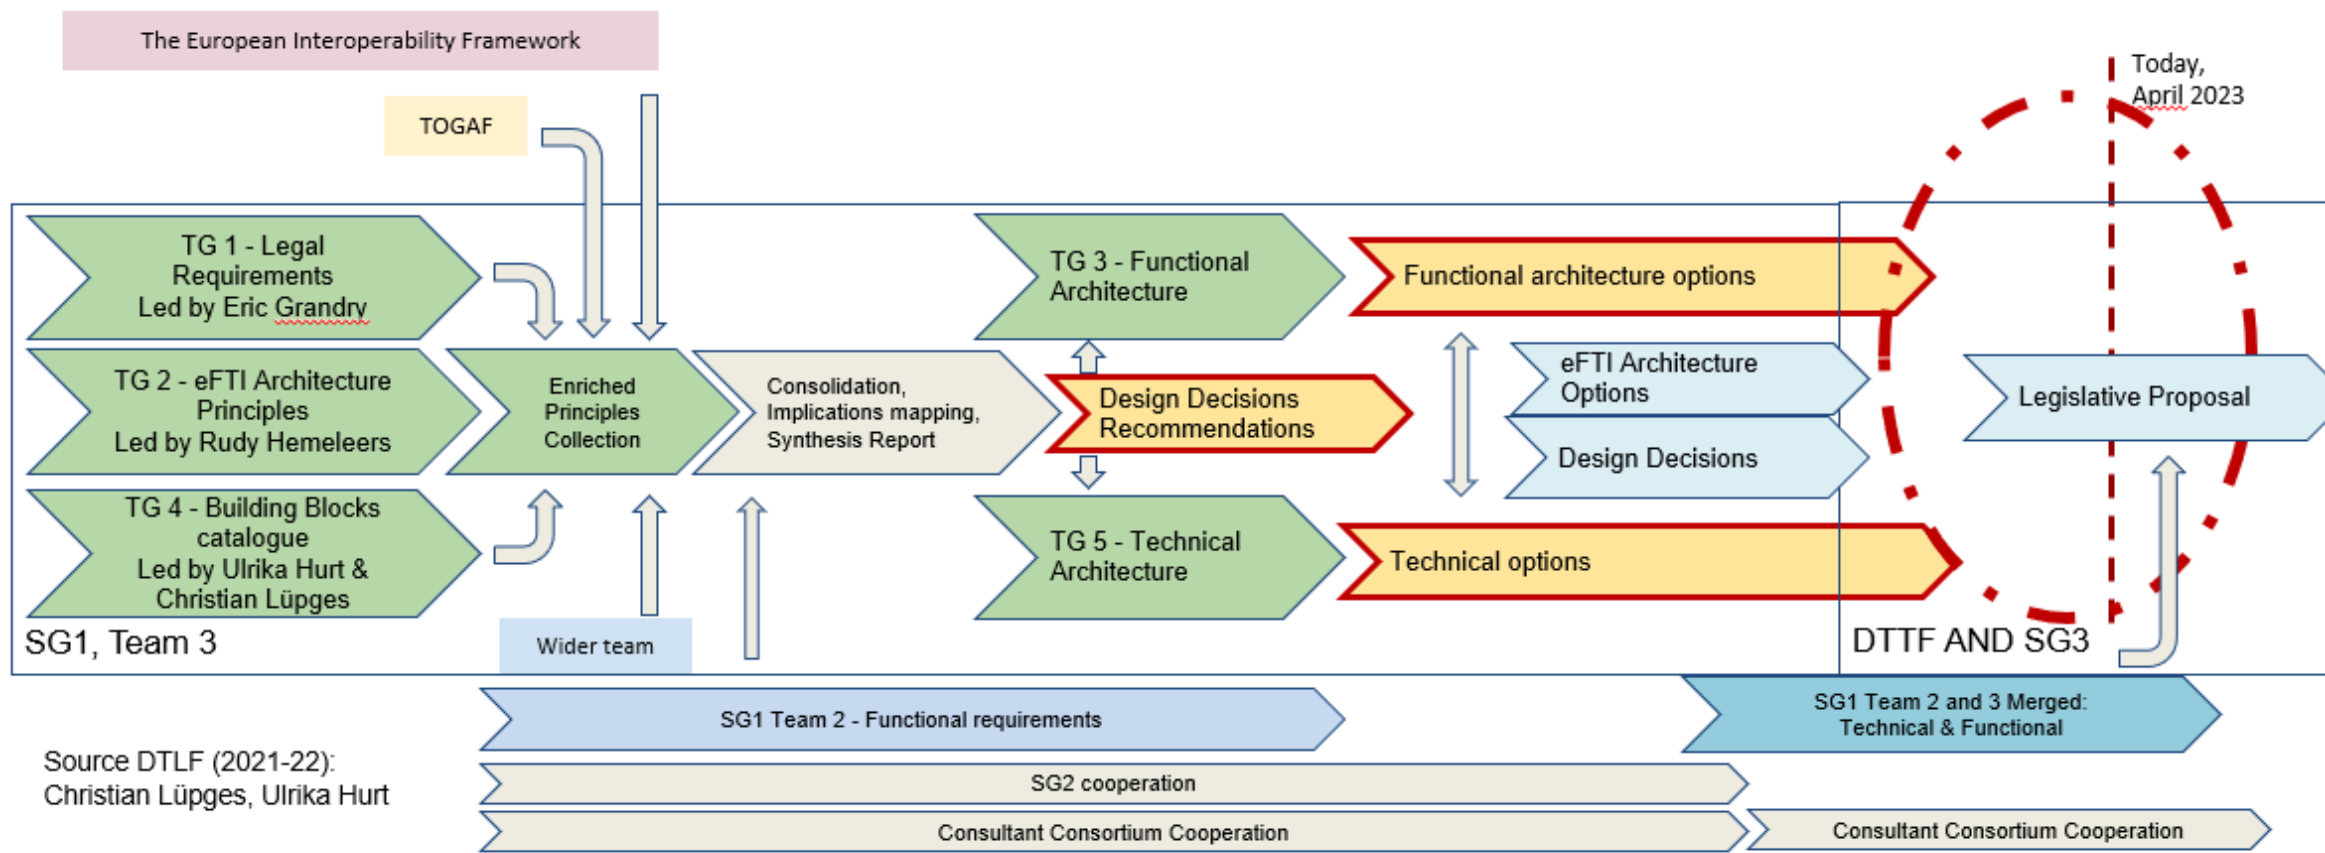 The European Interoperability Framework
TOGAF
Today,
April 2023
TG 1 - Legal
Requirements
Led by Eric Grandry
TG 2 - eFTI Architecture
Principles
Led by Rudy Hemeleers
TG 4 - Building Blocks
catalogue
Led by Ulrika Hurt &
Christian Lüpges
SG1, Team 3
Enriched
Principles
Collection
Wider team
Consolidation,
Implications mapping,
Synthesis Report
TG 3 - Functional
Architecture
Design Decisions
Recommendations
TG 5 - Technical
Architecture
Functional architecture options
eFTI Architecture
Options
Design Decisions
Technical options
Legislative Proposal
DTTF AND SG3
SG1 Team 2 - Functional requirements
SG1 Team 2 and 3 Merged:
Technical & Functional
Source DTLF (2021-22):
Christian Lüpges, Ulrika Hurt
SG2 cooperation
Consultant Consortium Cooperation
Consultant Consortium Cooperation